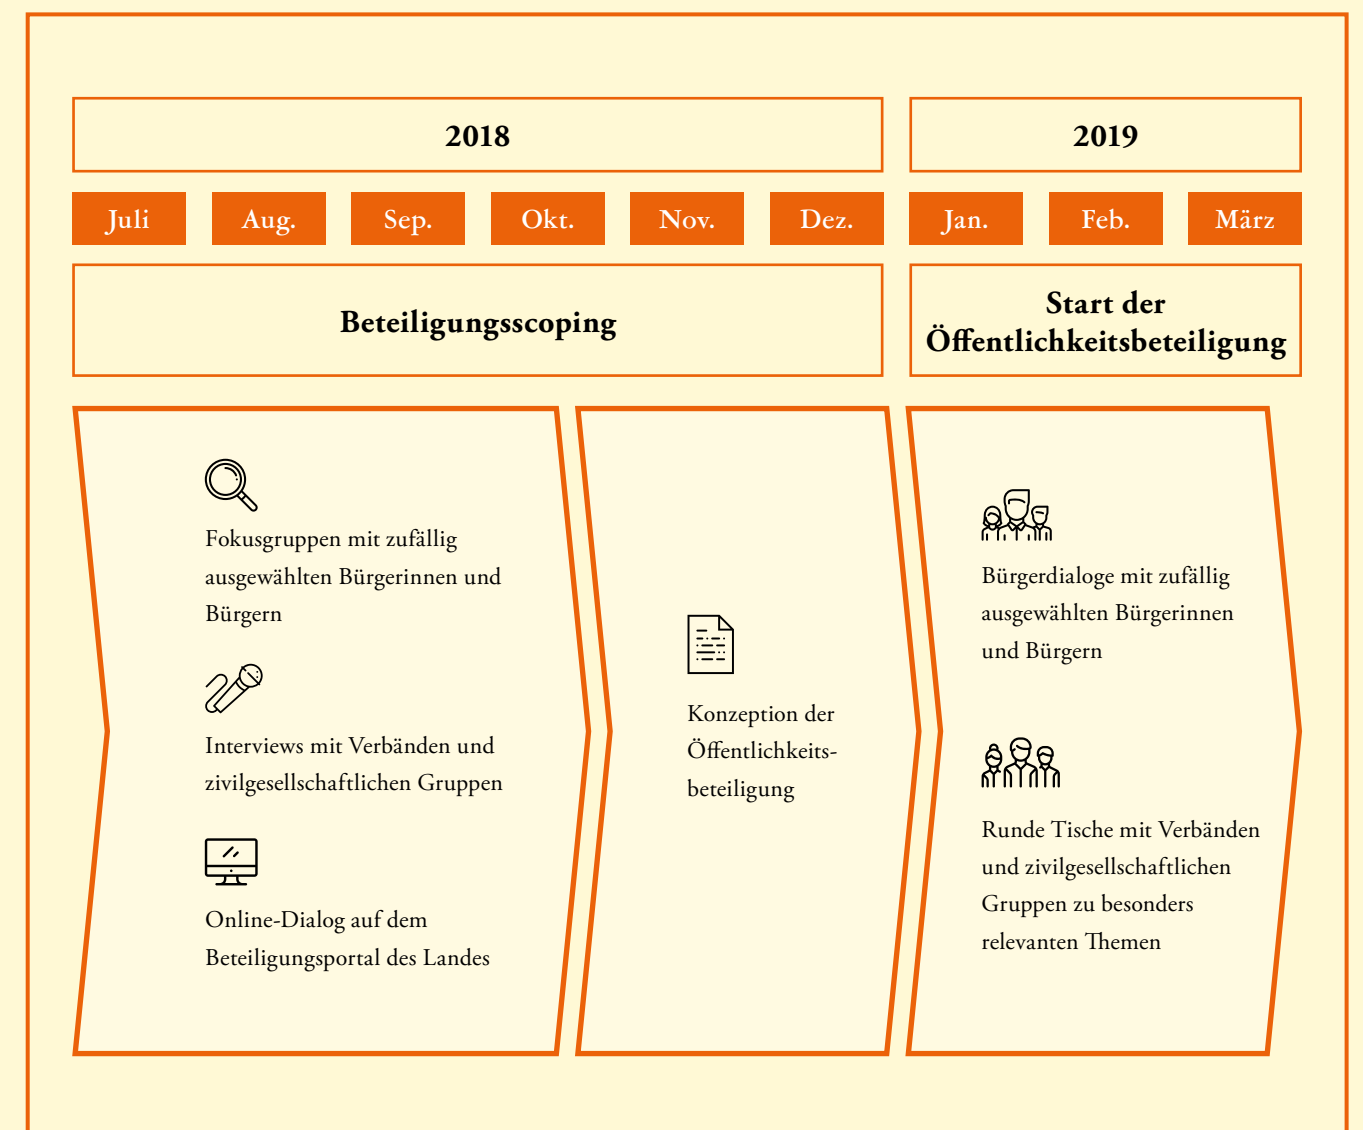 2018
2019
Juli
Aug.
Sep.
Okt.
Nov.
Dez.
Jan.
Feb.
März
Beteiligungsscoping
Start der
Öffentlichkeitsbeteiligung
Fokusgruppen mit zufällig
ausgewählten Bürgerinnen und
Bürgern
Interviews mit Verbänden und
zivilgesellschaftlichen Gruppen
Online-Dialog auf dem
Beteiligungsportal des Landes
Konzeption der
Öffentlichkeits-
beteiligung
Bürgerdialoge mit zufällig
ausgewählten Bürgerinnen
und Bürgern
Runde Tische mit Verbänden
und zivilgesellschaftlichen
Gruppen zu besonders
relevanten Themen